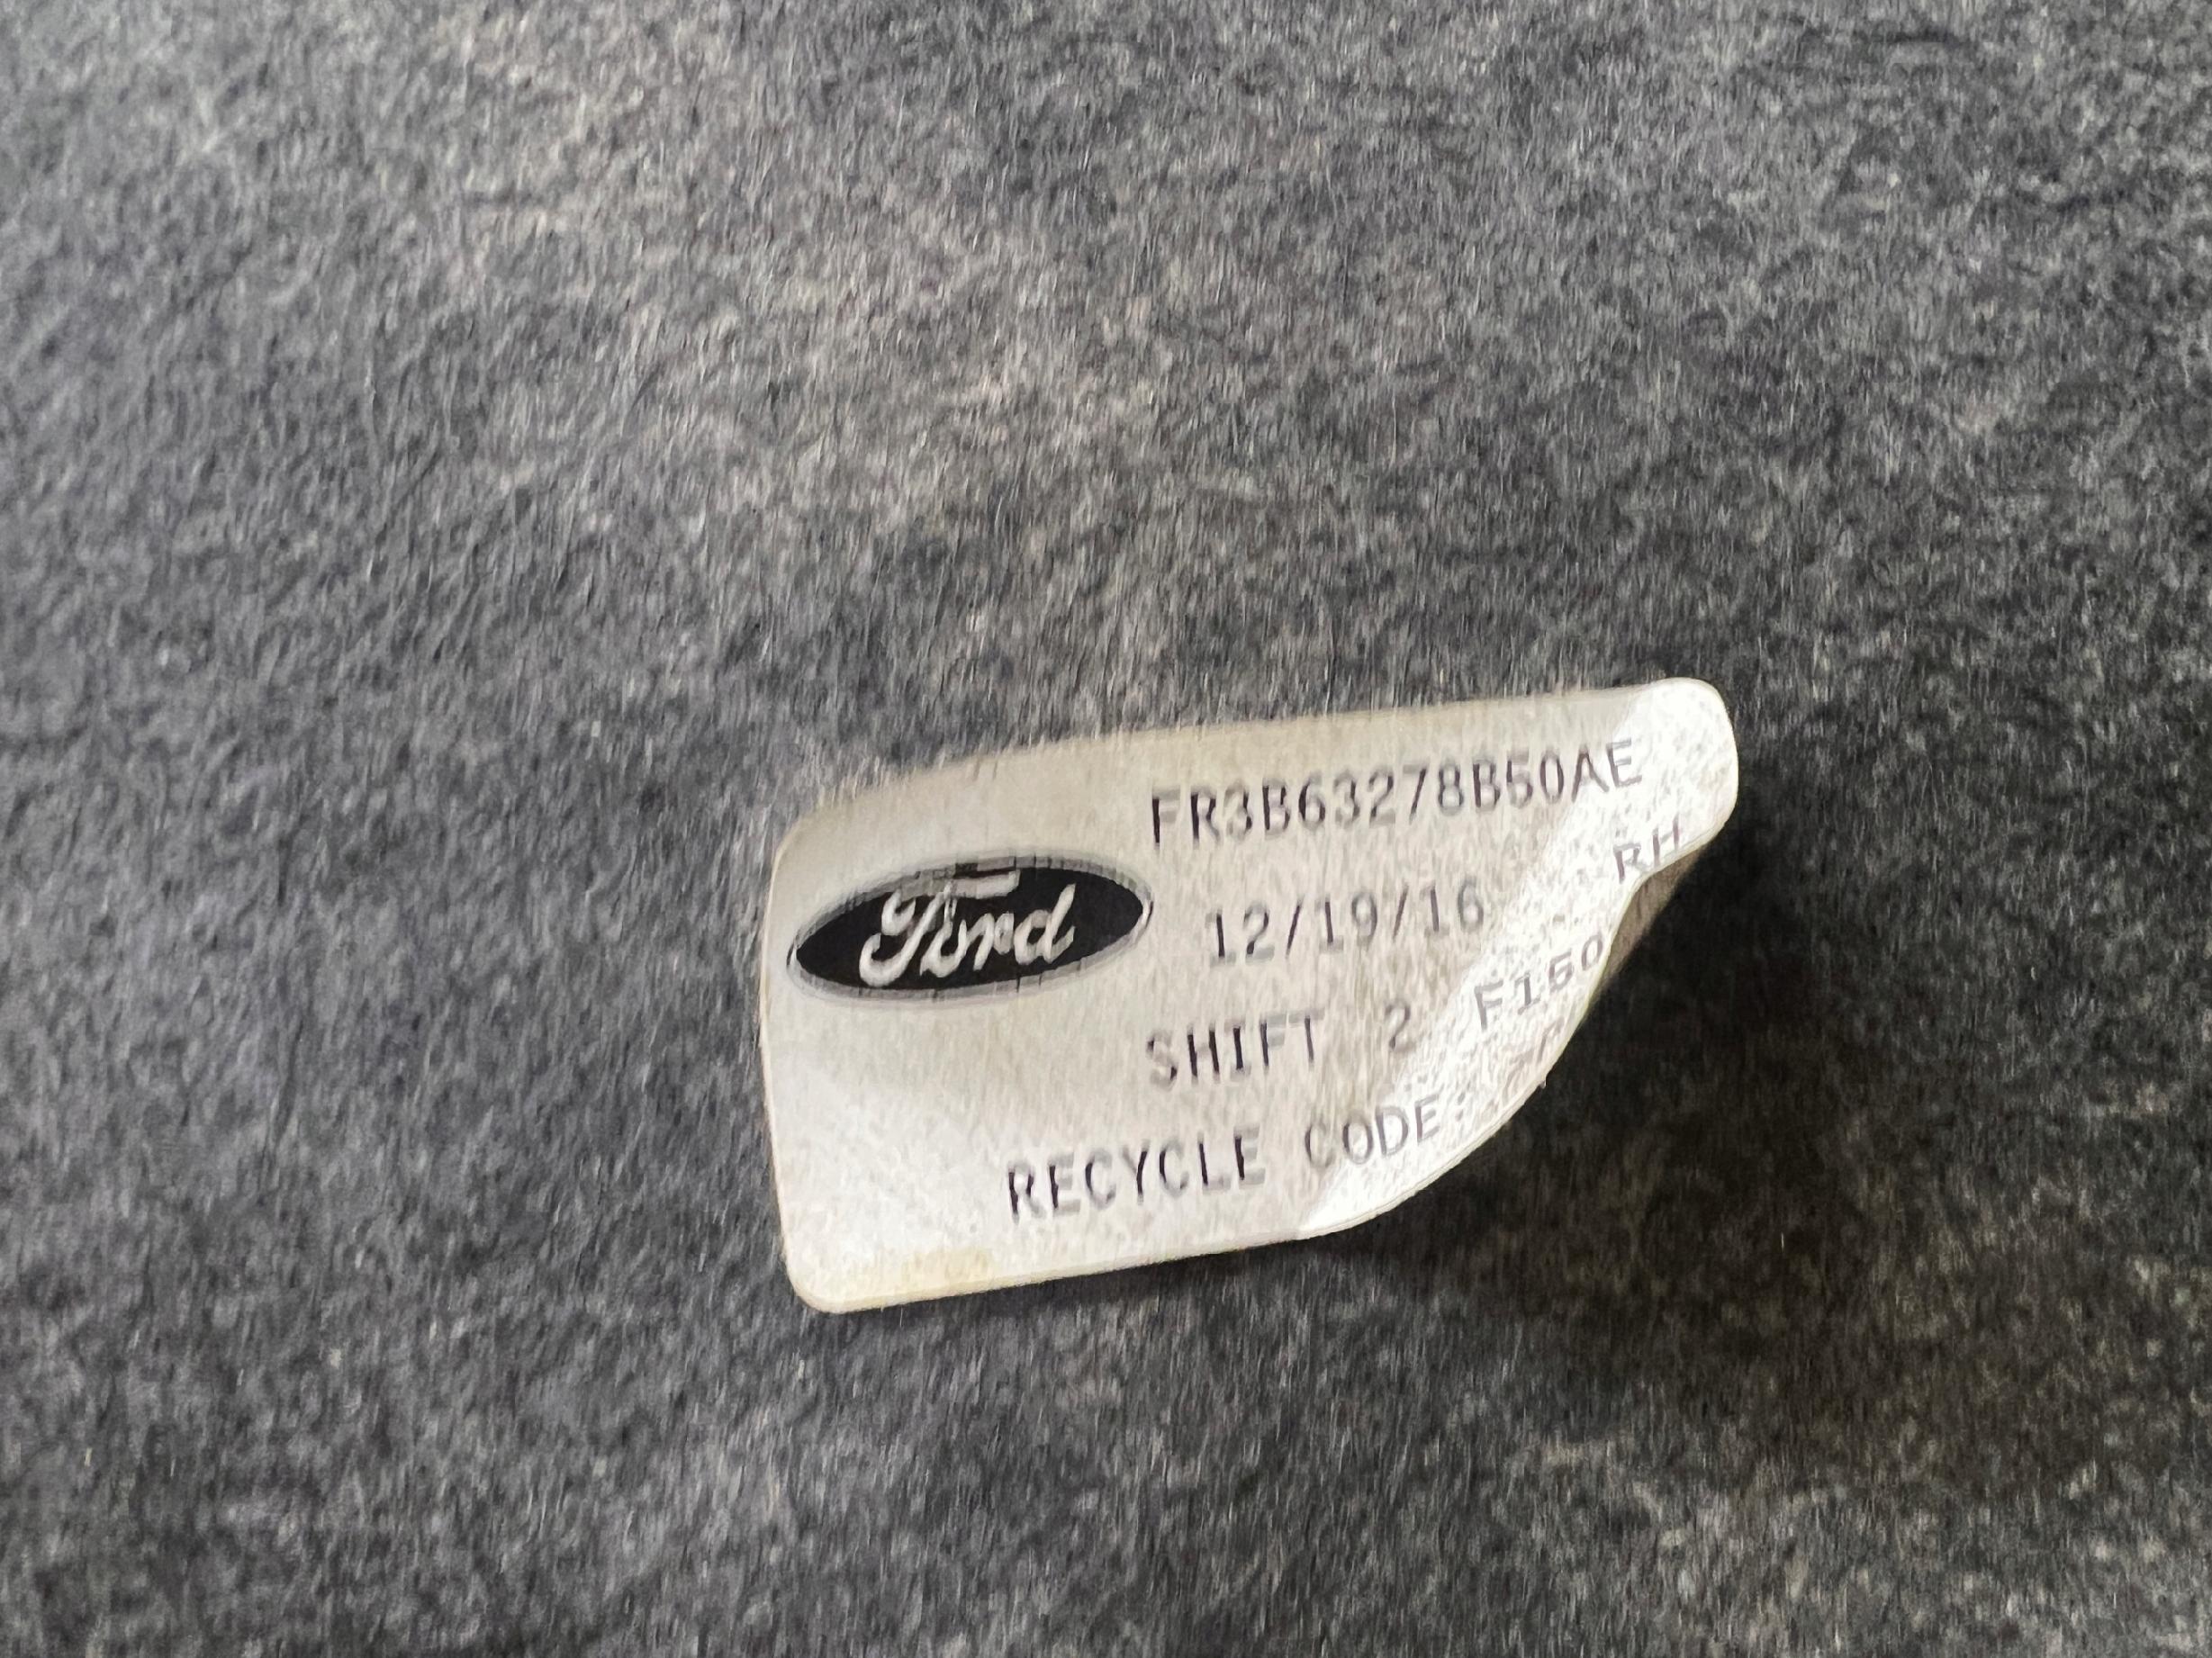 FR3B63278B50AE
RH
Ford
12/19/16
SHIFT 2 F150
RECYCLE CODE: